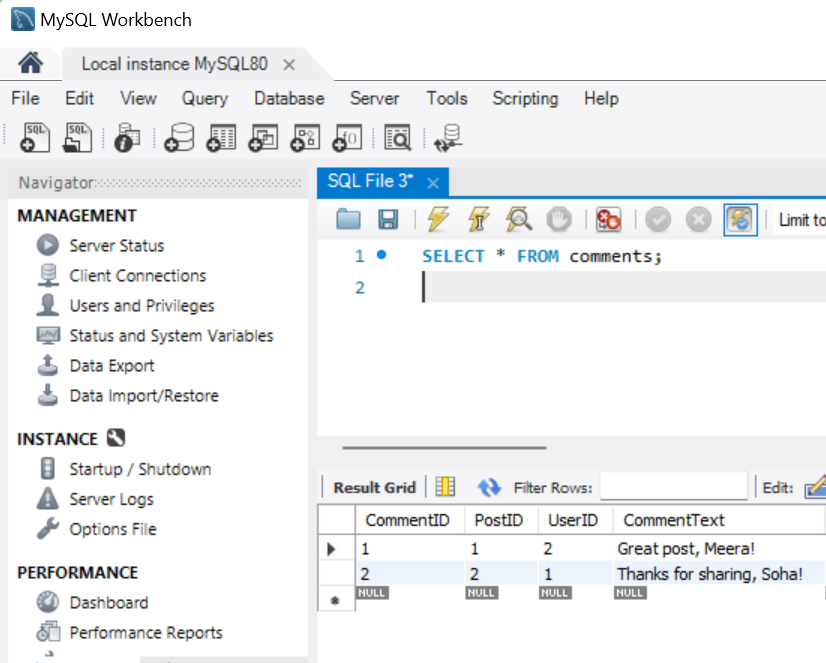 MySQL Workbench
Local instance MySQL80
File Edit View Query Database Server Tools Scripting Help
SQL SQL f()
Navigator
SQL File 3*
MANAGEMENT
Server Status
Client Connections
Users and Privileges
Status and System Variables
Data Export
Data Import/Restore
INSTANCE
Startup / Shutdown
Server Logs
Options File
PERFORMANCE
Dashboard
Performance Reports
Limit to
1 SELECT * FROM comments;
2
Result Grid Filter Rows: Edit:
CommentID PostID UserID CommentText
1 1 2 Great post, Meera!
2 2 1 Thanks for sharing, Soha!
NULL NULL NULL NULL